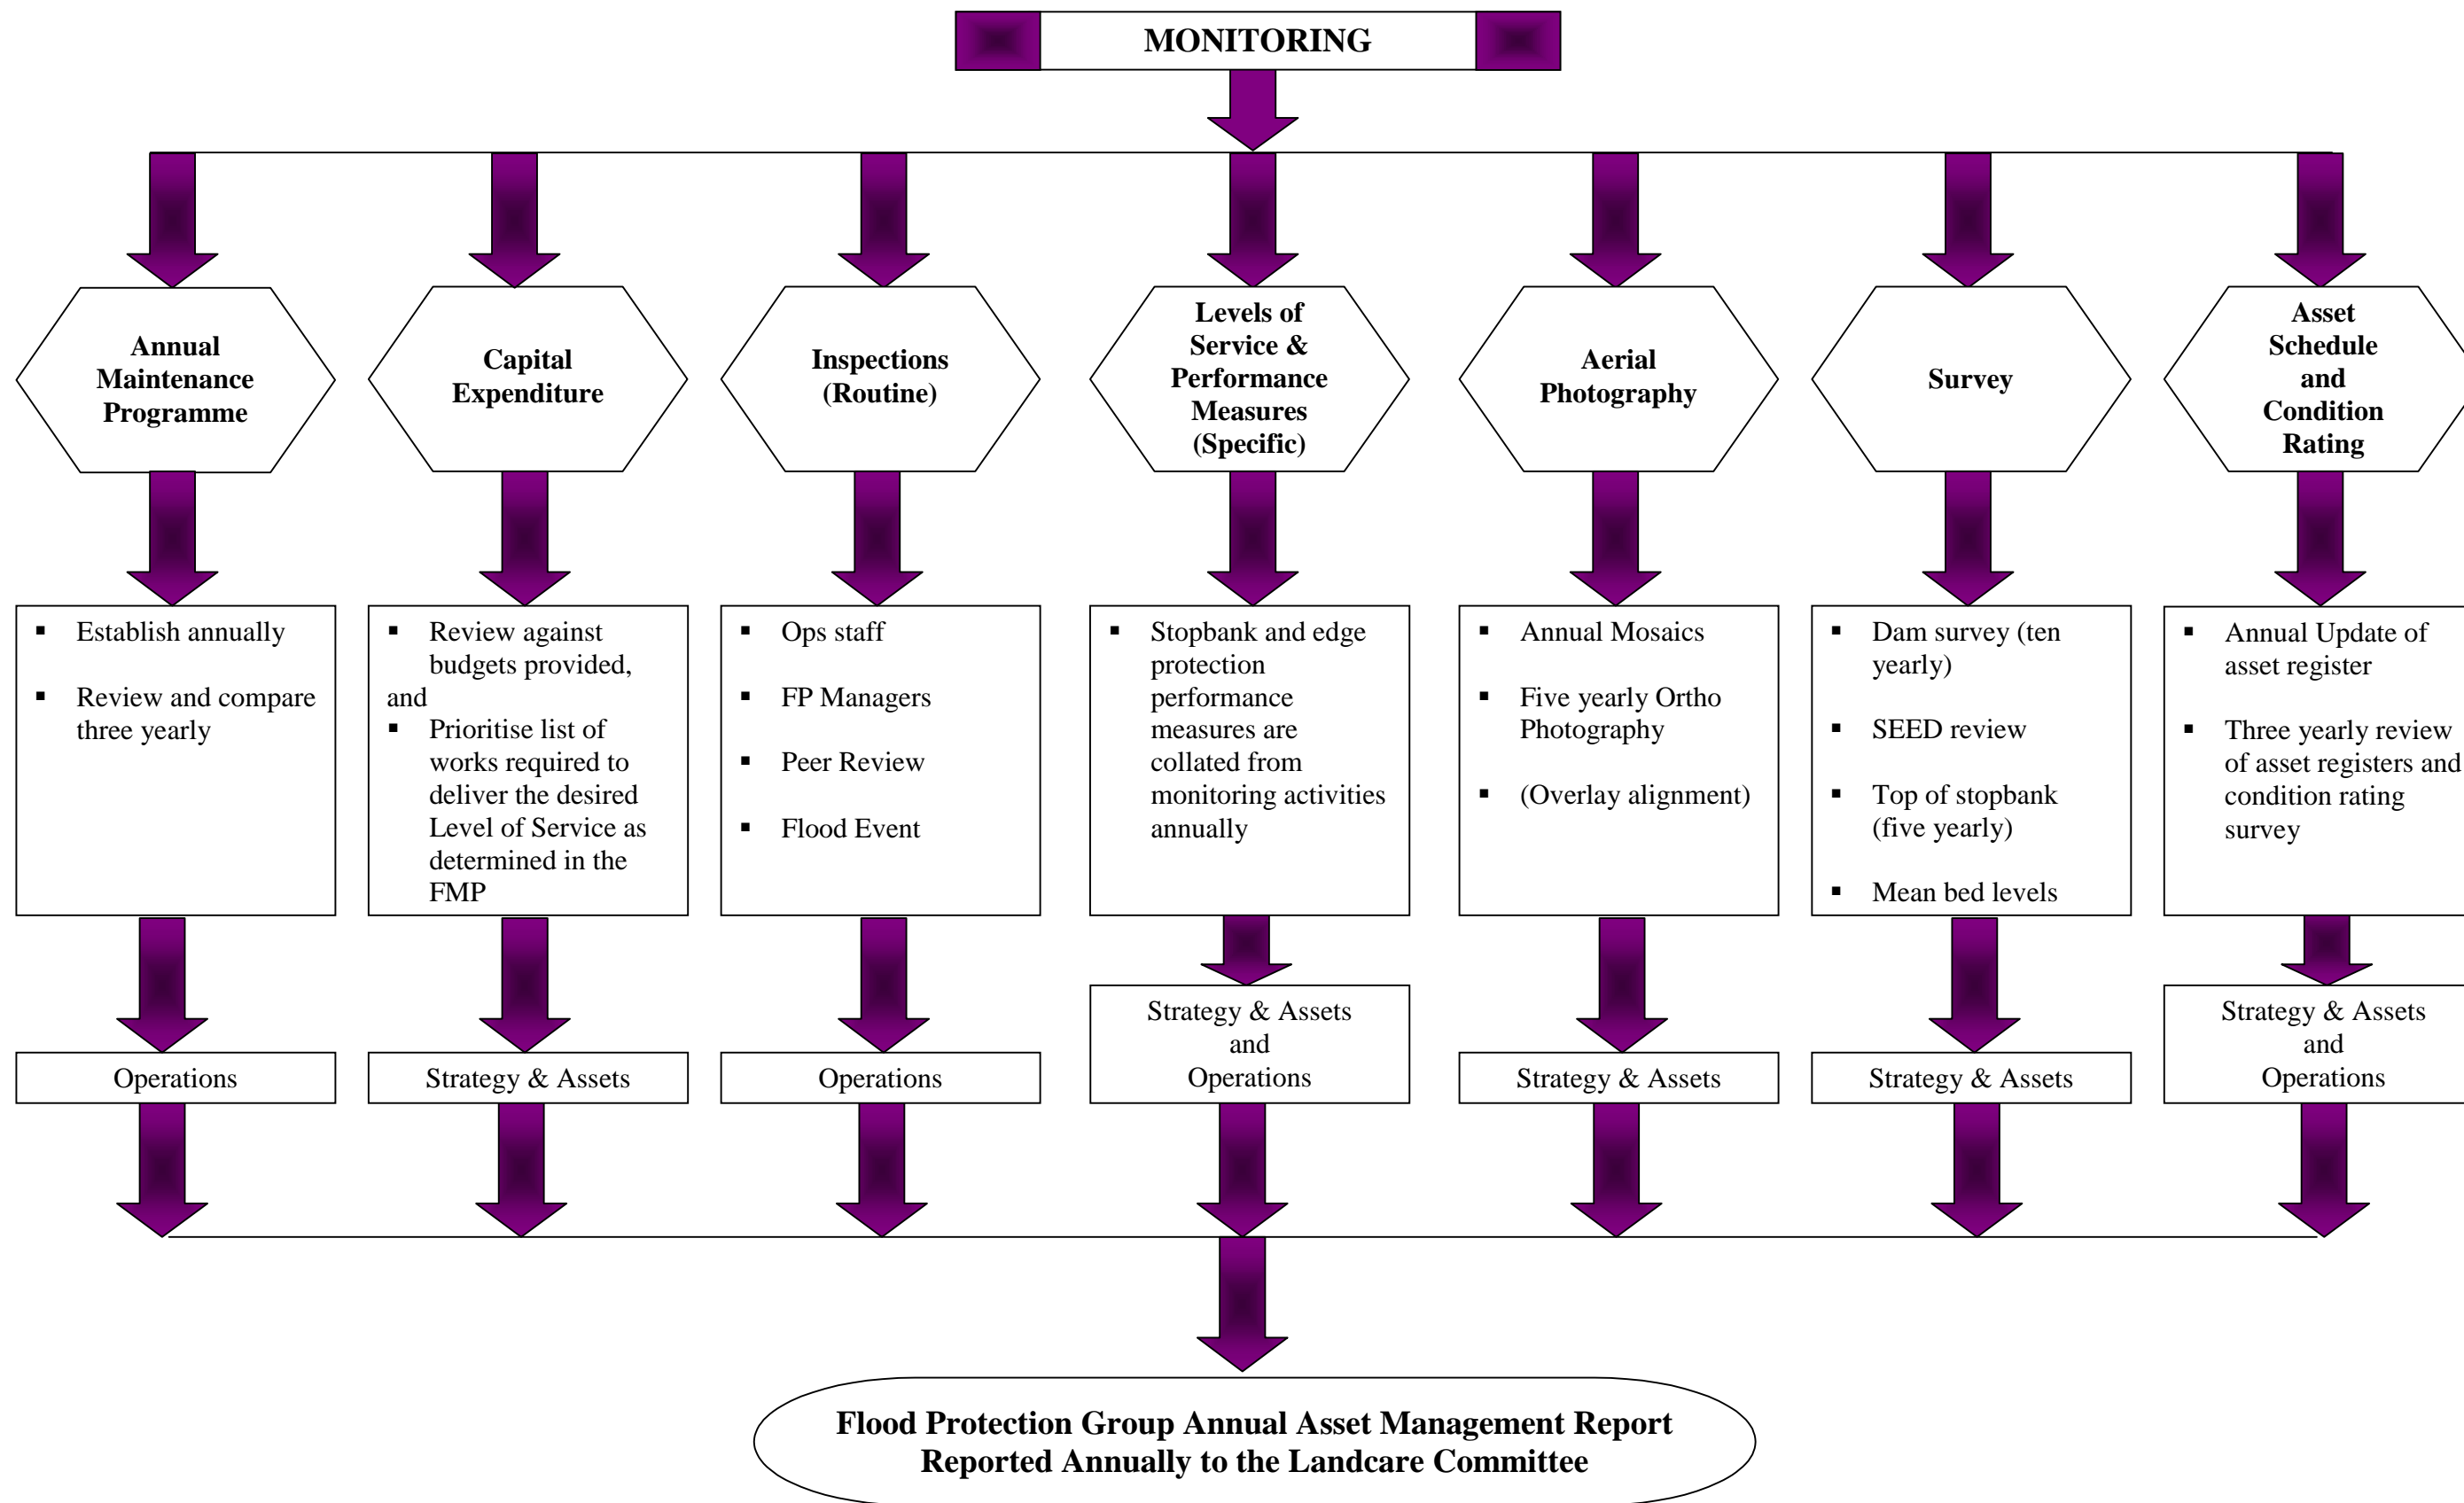 MONITORING
Annual
Maintenance
Programme
Capital
Expenditure
Inspections
(Routine)
Levels of
Service &
Performance
Measures
(Specific)
Aerial
Photography
Survey
Asset
Schedule
and
Condition
Rating
▪ Establish annually
▪ Review and compare
three yearly
▪ Review against
budgets provided,
and
▪ Prioritise list of
works required to
deliver the desired
Level of Service as
determined in the
FMP
▪ Ops staff
▪ FP Managers
▪ Peer Review
▪ Flood Event
▪ Stopbank and edge
protection
performance
measures are
collated from
monitoring activities
annually
▪ Annual Mosaics
▪ Five yearly Ortho
Photography
▪ (Overlay alignment)
▪ Dam survey (ten
yearly)
▪ SEED review
▪ Top of stopbank
(five yearly)
▪ Mean bed levels
▪ Annual Update of
asset register
▪ Three yearly review
of asset registers and
condition rating
survey
Operations
Strategy & Assets
Operations
Strategy & Assets
and
Operations
Strategy & Assets
Strategy & Assets
Strategy & Assets
and
Operations
Flood Protection Group Annual Asset Management Report
Reported Annually to the Landcare Committee